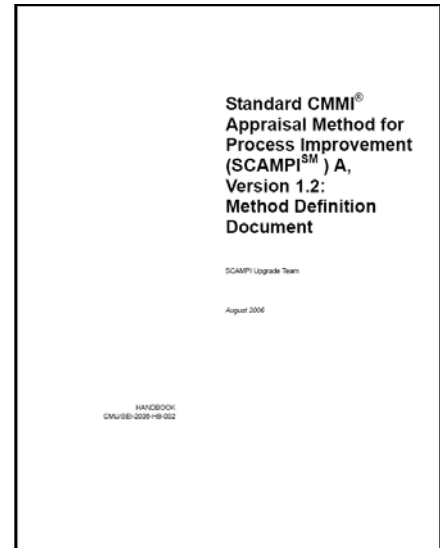 Standard CMMI®
Appraisal Method for
Process Improvement
(SCAMPI℠ ) A,
Version 1.2:
Method Definition
Document
SCAMPI Upgrade Team
August 2006
HANDBOOK
CMU/SEI-2006-HB-002